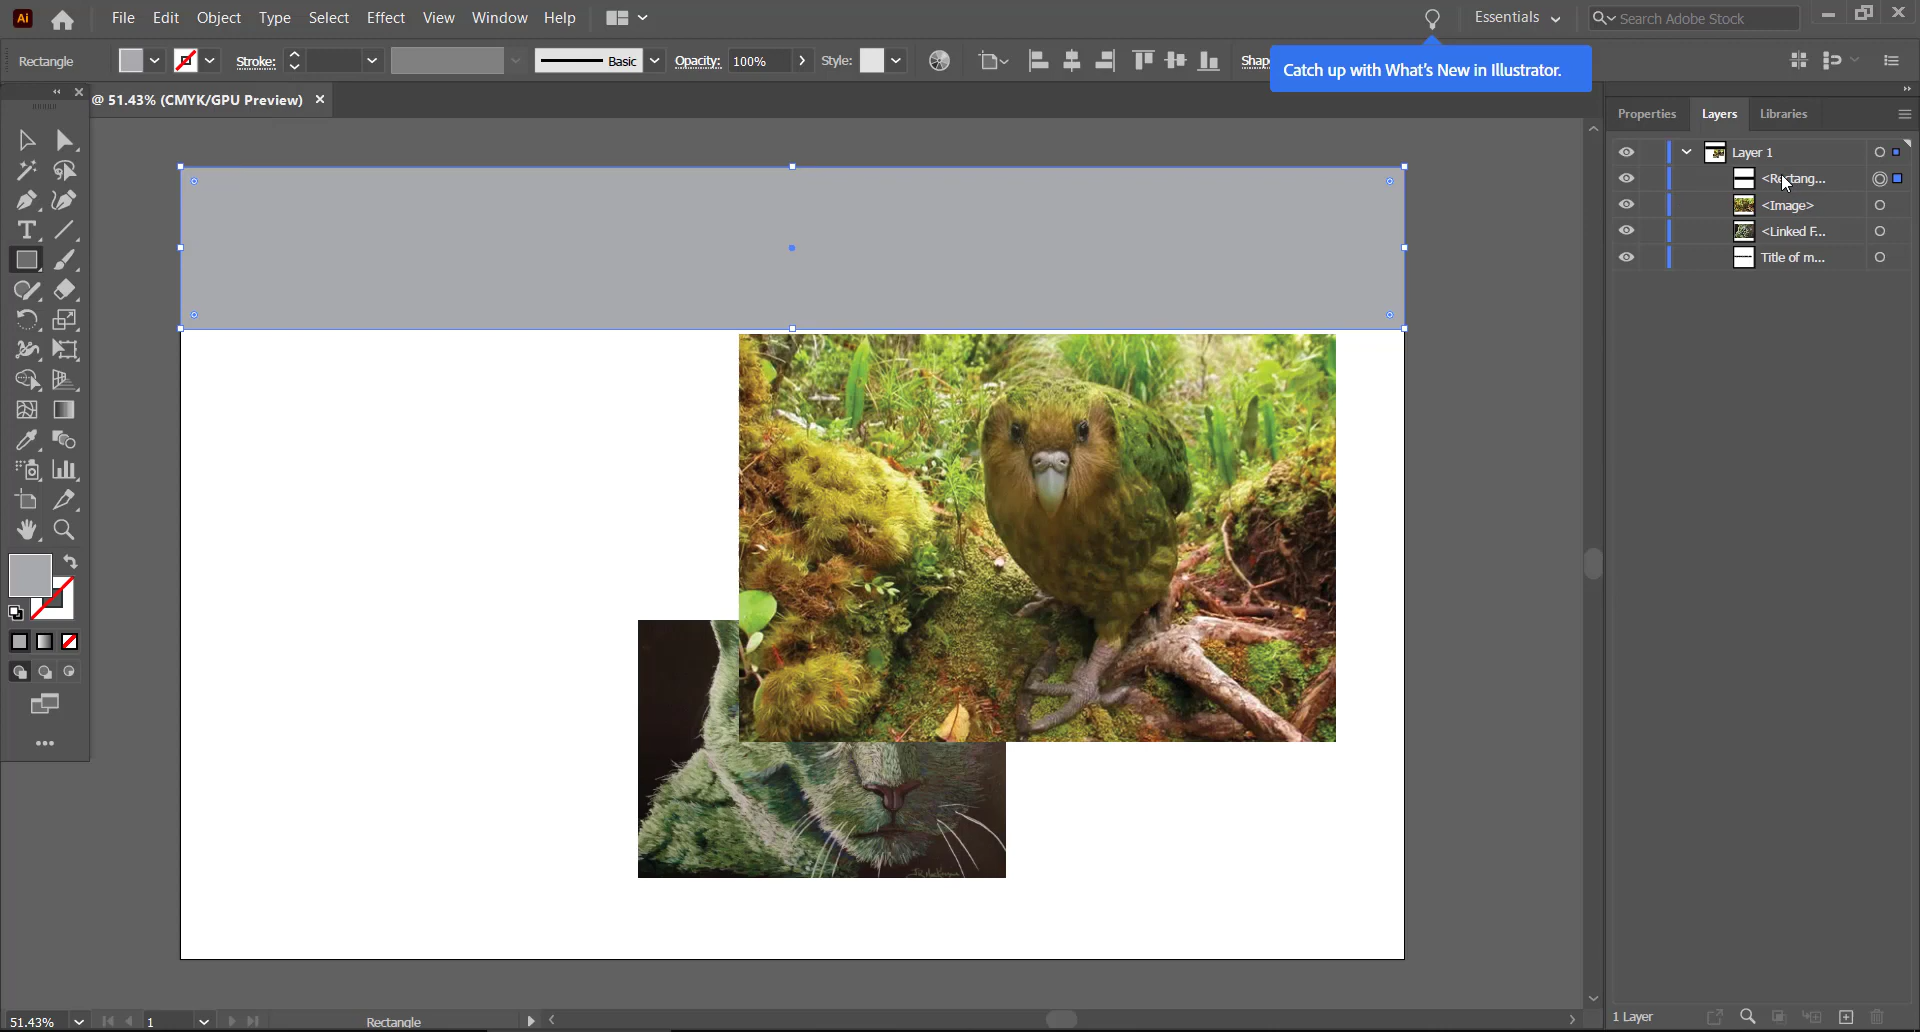 Ai File Edit Object Type Select Effect View Window Help Essentials Search Adobe Stock
Rectangle Stroke: Basic Opacity: 100% Style: Shap
Catch up with What's New in Illustrator.
@ 51.43% (CMYK/GPU Preview)
Properties Layers Libraries
Layer 1
<Rectang...
<Image>
<Linked F...
Title of m...
51.43% 1 Rectangle 1 Layer